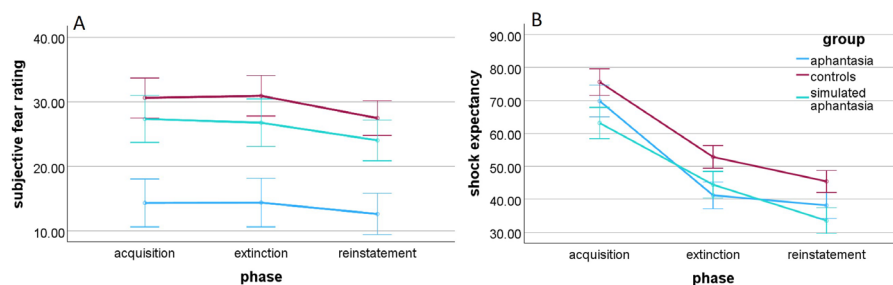 A
subjective fear rating
40.00
30.00
20.00
10.00
acquisition
extinction
reinstatement
phase
B
shock expectancy
90.00
80.00
70.00
60.00
50.00
40.00
30.00
acquisition
extinction
reinstatement
phase
group
aphantasia
controls
simulated
aphantasia